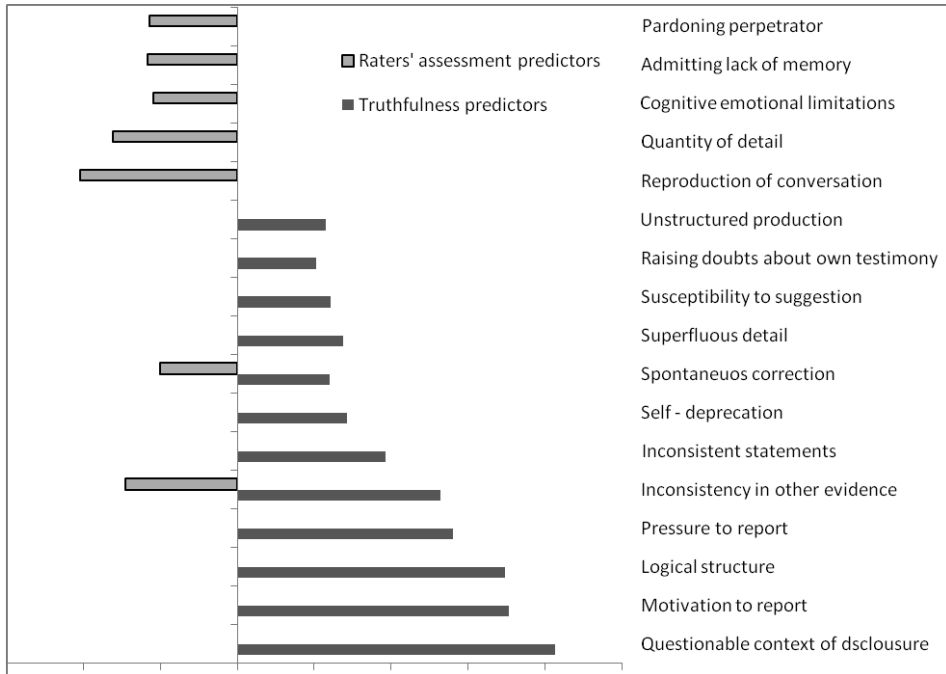 Pardoning perpetrator
Raters' assessment predictors
Admitting lack of memory
Truthfulness predictors
Cognitive emotional limitations
Quantity of detail
Reproduction of conversation
Unstructured production
Raising doubts about own testimony
Susceptibility to suggestion
Superfluous detail
Spontaneuos correction
Self - deprecation
Inconsistent statements
Inconsistency in other evidence
Pressure to report
Logical structure
Motivation to report
Questionable context of dsclousure